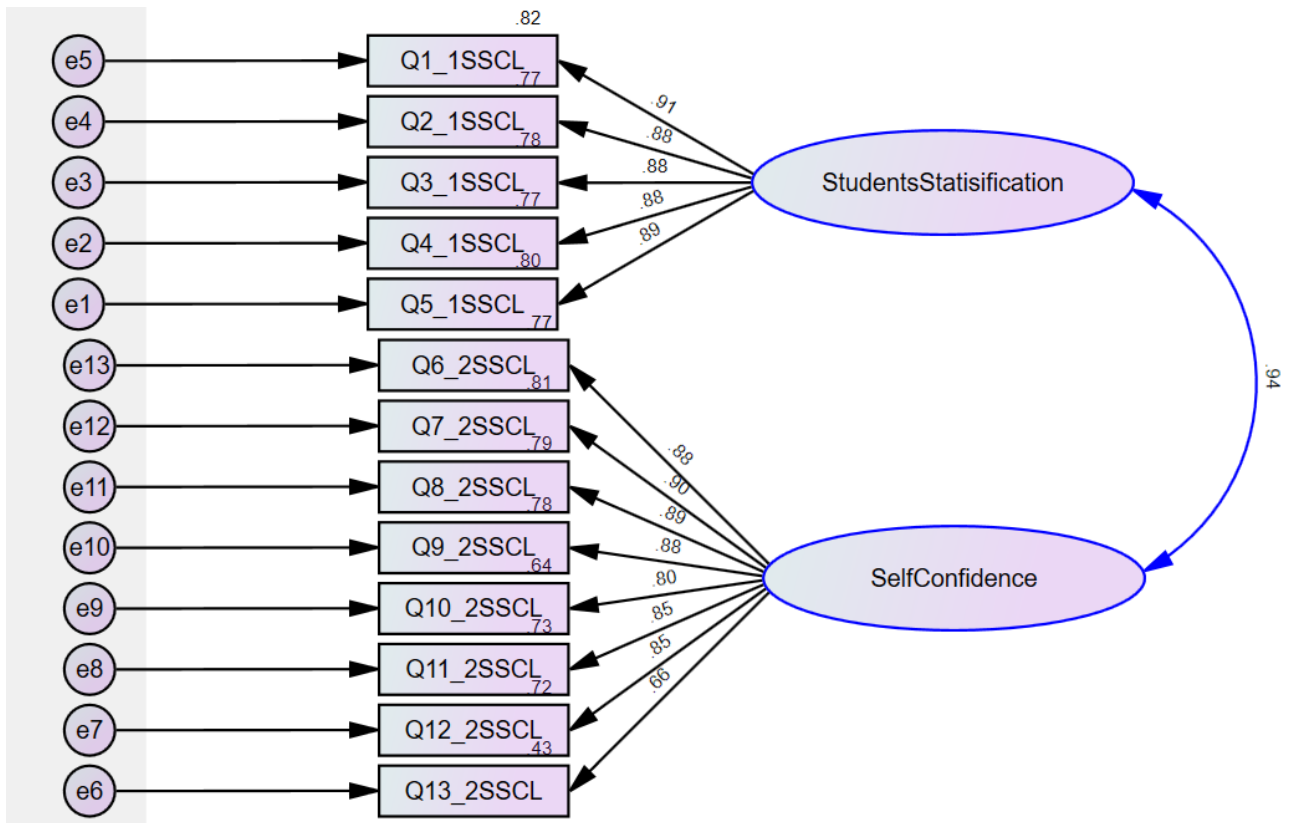 .82
e5 Q1_1SSCL
.77
.91
e4 Q2_1SSCL
.78
.88
e3 Q3_1SSCL
.77
.88
StudentsStatisification
e2 Q4_1SSCL
.80
.88
e1 Q5_1SSCL
.77
.89
e13 Q6_2SSCL
.81
.94
e12 Q7_2SSCL
.79
.88
e11 Q8_2SSCL
.78
.90
.89
e10 Q9_2SSCL
.64
.88
SelfConfidence
e9 Q10_2SSCL
.73
.80
e8 Q11_2SSCL
.72
.85
e7 Q12_2SSCL
.43
.85
e6 Q13_2SSCL
.66